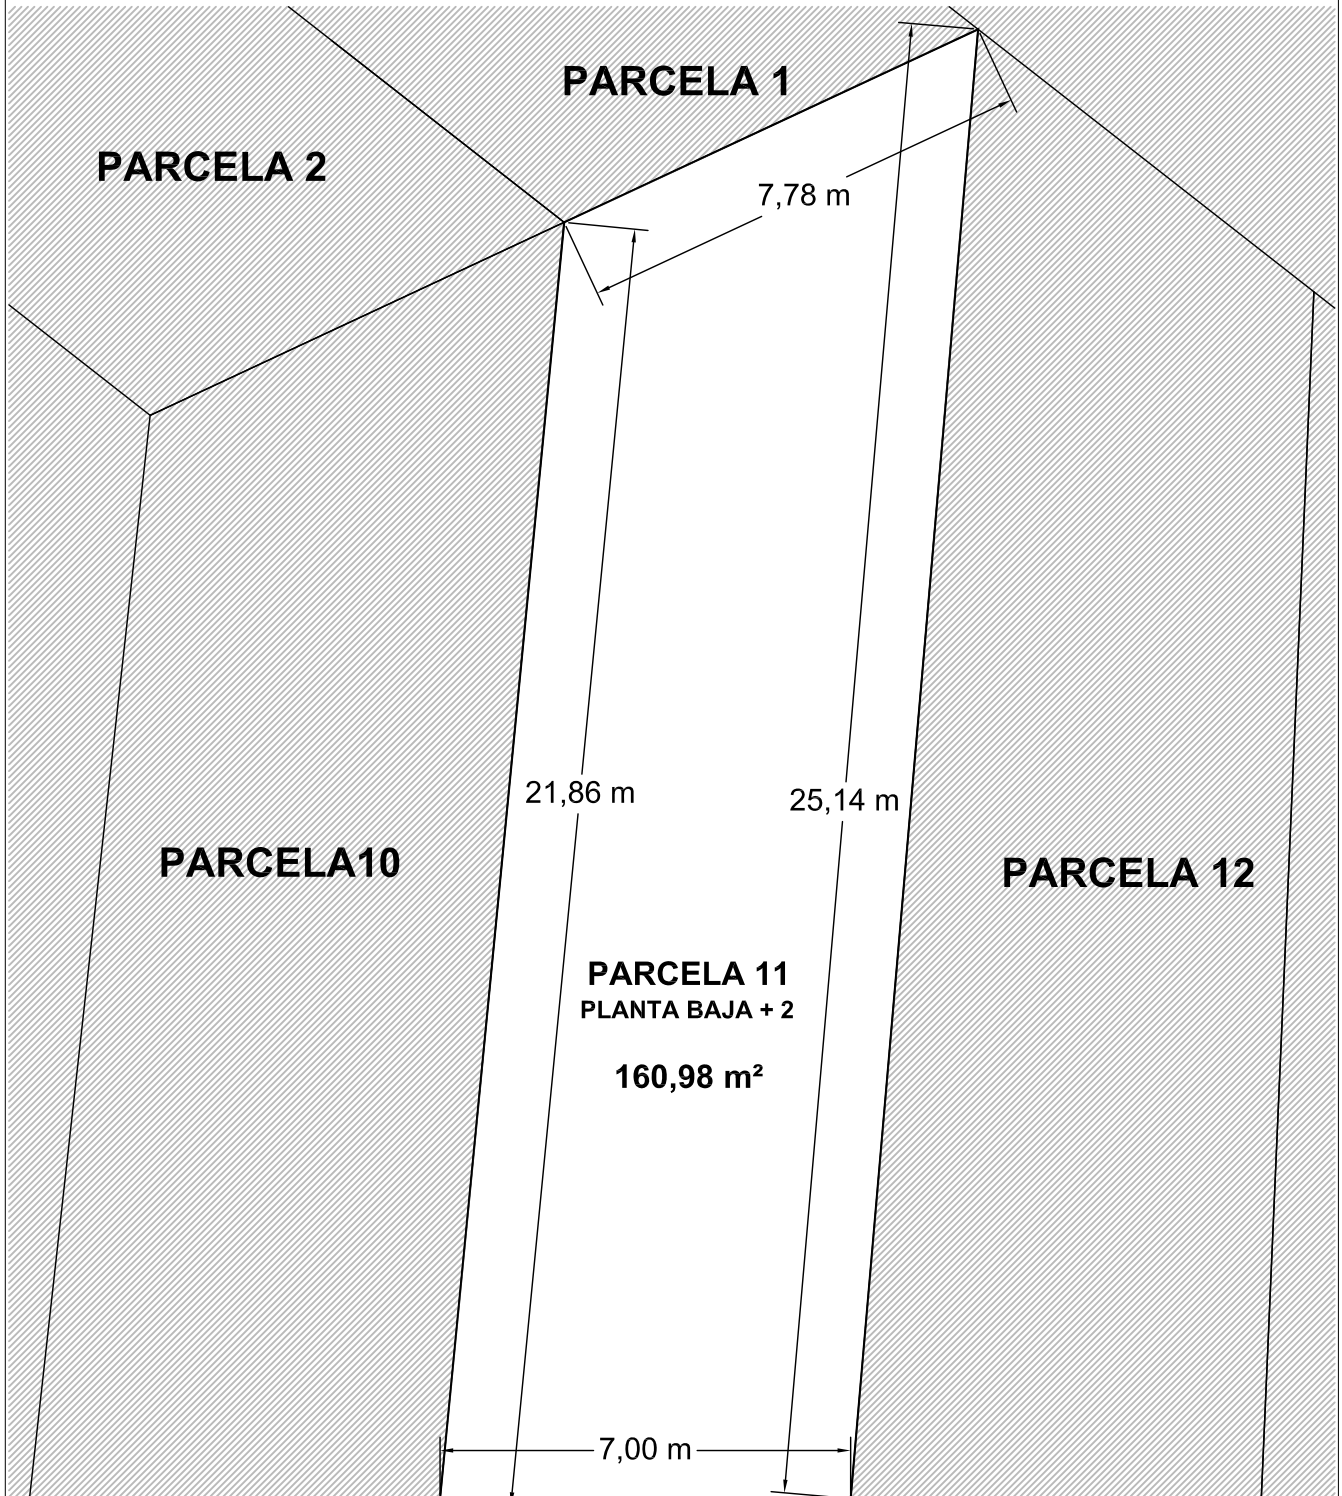 PARCELA 1
PARCELA 2
7,78 m
21,86 m
25,14 m
PARCELA10
PARCELA 12
PARCELA 11
PLANTA BAJA + 2
160,98 m²
7,00 m